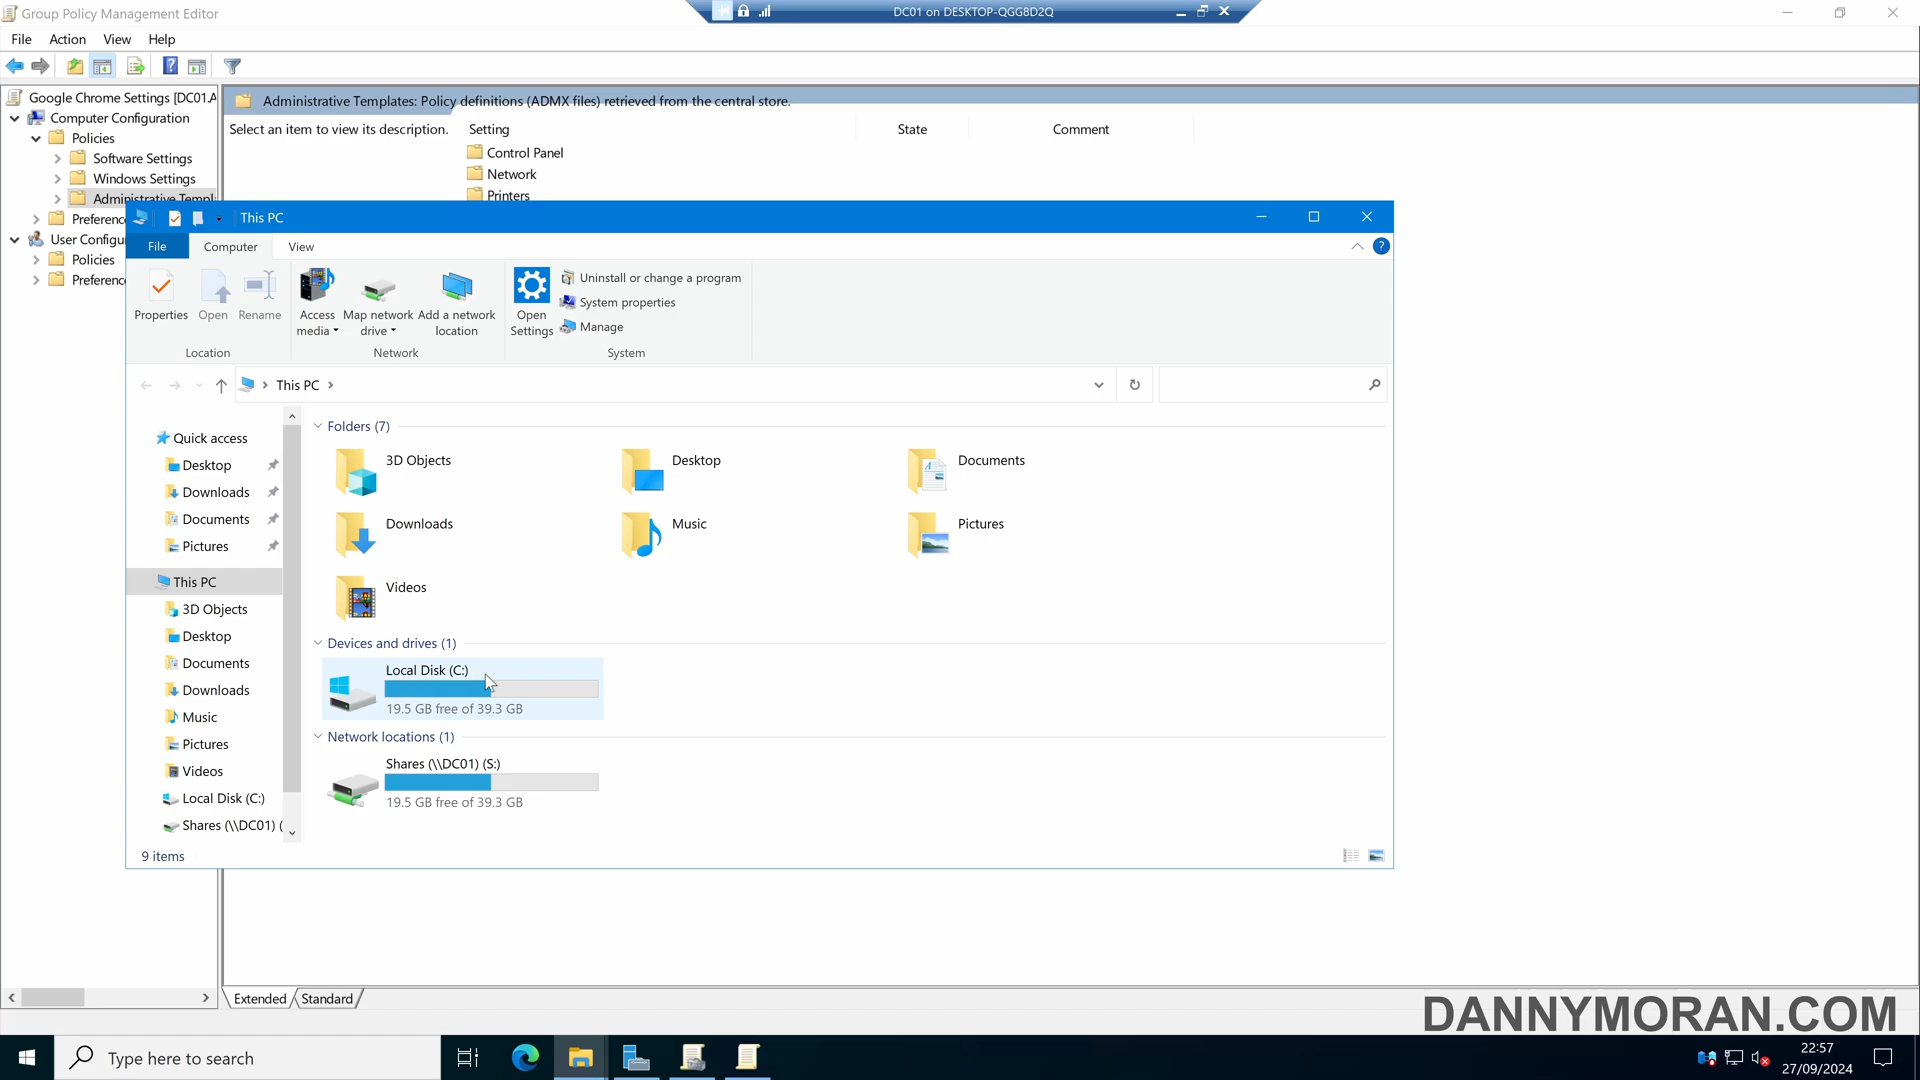 Group Policy Management Editor
DC01 on DESKTOP-QGG8D2Q
File Action View Help
Google Chrome Settings [DC01.A
Computer Configuration
Policies
Software Settings
Windows Settings
Administrative Templ
Preferenc
User Configu
Policies
Preferenc
Administrative Templates: Policy definitions (ADMX files) retrieved from the central store.
Select an item to view its description.
Setting State Comment
Control Panel
Network
Printers
This PC
File Computer View
Properties
Open
Rename
Location
Access media
Map network drive
Add a network location
Network
Open Settings
Uninstall or change a program
System properties
Manage
System
This PC
Quick access
Desktop
Downloads
Documents
Pictures
This PC
3D Objects
Desktop
Documents
Downloads
Music
Pictures
Videos
Local Disk (C:)
Shares (\\DC01) (
Folders (7)
3D Objects
Desktop
Documents
Downloads
Music
Pictures
Videos
Devices and drives (1)
Local Disk (C:)
19.5 GB free of 39.3 GB
Network locations (1)
Shares (\\DC01) (S:)
19.5 GB free of 39.3 GB
9 items
Extended Standard
DANNYMORAN.COM
Type here to search
22:57
27/09/2024